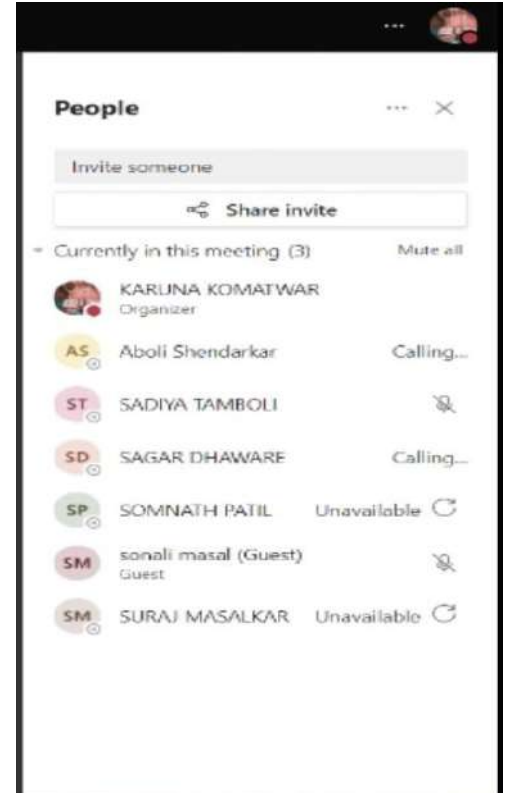 ...
People ...
Invite someone
Share invite
Currently in this meeting (3) Mute all
KARUNA KOMATWAR
Organizer
AS Aboli Shendarkar Calling...
ST SADIYA TAMBOLI
SD SAGAR DHAWARE Calling...
SP SOMNATH PATIL Unavailable
SM sonali masal (Guest)
Guest
SM SURAJ MASALKAR Unavailable